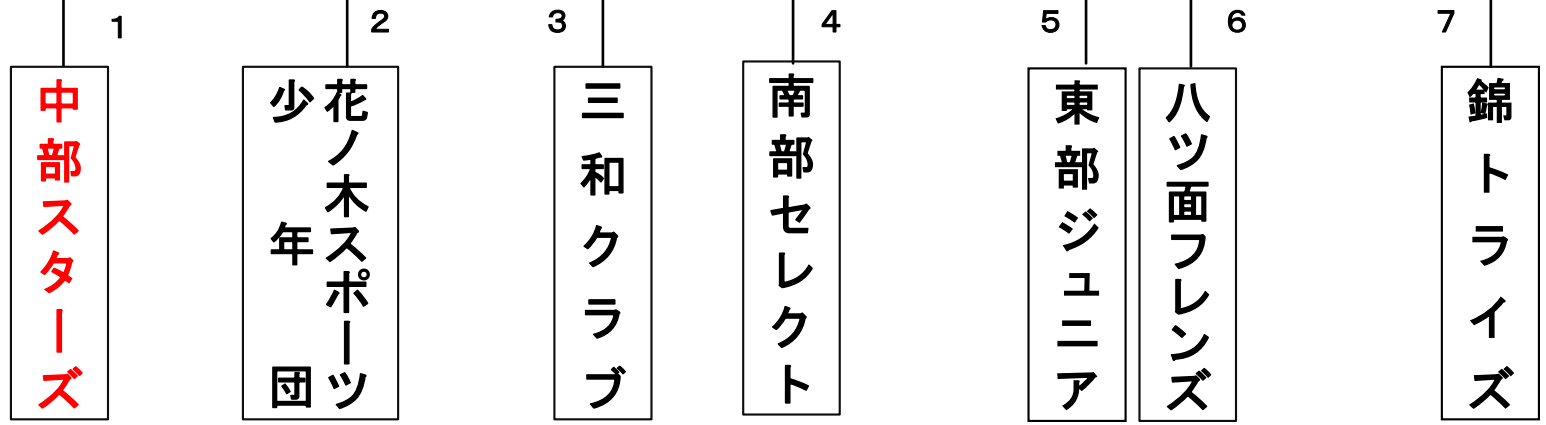 1
中部スターズ
2
花ノ木スポーツ
少年団
3
三和クラブ
4
南部セレクト
5
東部ジュニア
6
八ツ面フレンズ
7
錦トライズ